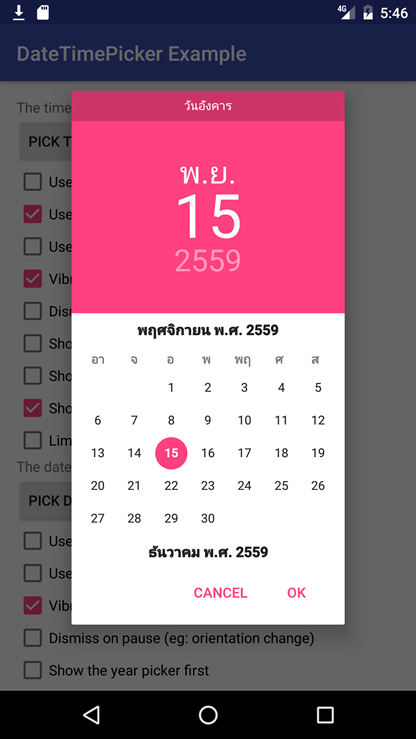 4G 5:46
DateTimePicker Example
The time
PICK T
Use
Use
Use
Vibr
Dism
Sho
Sho
Sho
Lim
The date
PICK D
Use
Use
Vibr
Dismiss on pause (eg: orientation change)
Show the year picker first
วันอังคาร
พ.ย.
15
2559
พฤศจิกายน พ.ศ. 2559
อา จ อ พ พฤ ศ ส
1 2 3 4 5
6 7 8 9 10 11 12
13 14 15 16 17 18 19
20 21 22 23 24 25 26
27 28 29 30
ธันวาคม พ.ศ. 2559
CANCEL OK